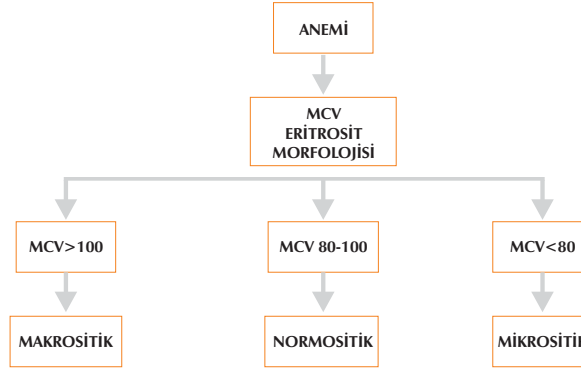 ANEMİ
MCV
ERİTROSİT
MORFOLOJİSİ
MCV>100
MCV 80-100
MCV<80
MAKROSİTİK
NORMOSİTİK
MİKROSİTİK